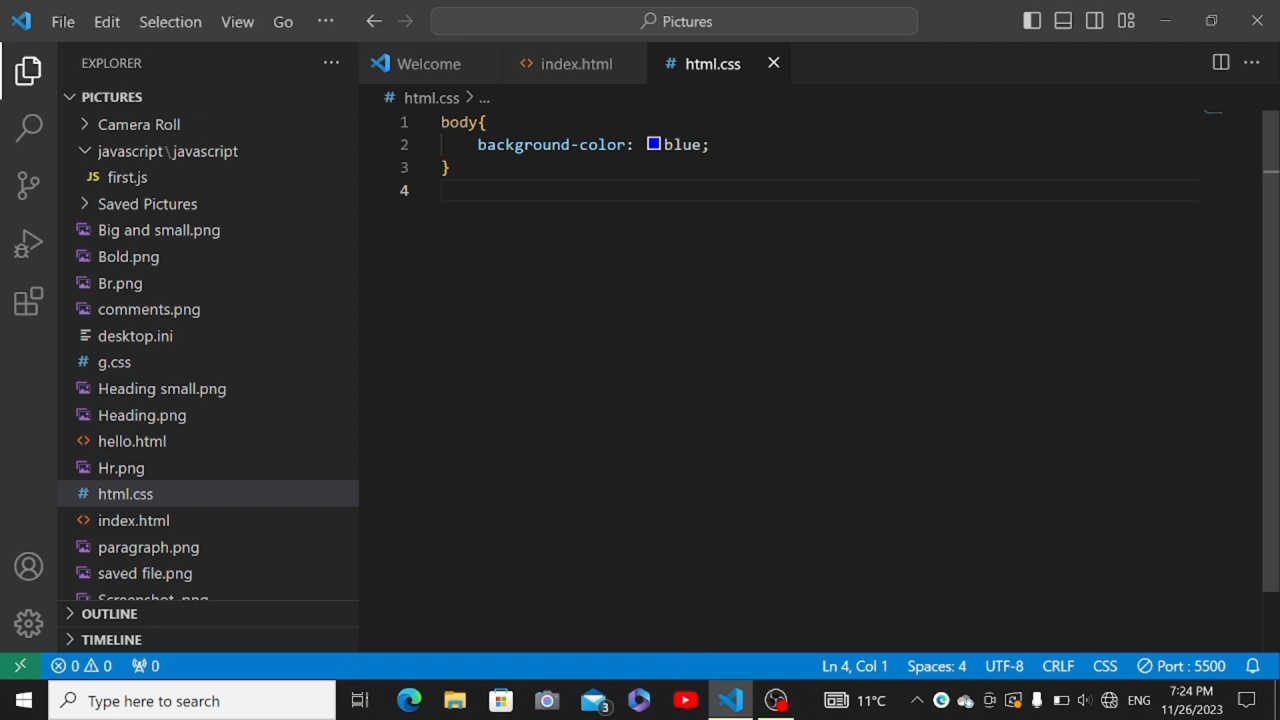 File Edit Selection View Go ··· Pictures
EXPLORER ···
Welcome <> index.html # html.css
PICTURES
# html.css > ...
Camera Roll
javascript\javascript
JS first.js
Saved Pictures
Big and small.png
Bold.png
Br.png
comments.png
desktop.ini
# g.css
Heading small.png
Heading.png
<> hello.html
Hr.png
# html.css
<> index.html
paragraph.png
saved file.png
Screenshot .png
OUTLINE
TIMELINE
1 body{
2 background-color: blue;
3 }
4
0 0 0 Ln 4, Col 1 Spaces: 4 UTF-8 CRLF CSS Port : 5500
Type here to search 3 11°C ENG 7:24 PM
11/26/2023